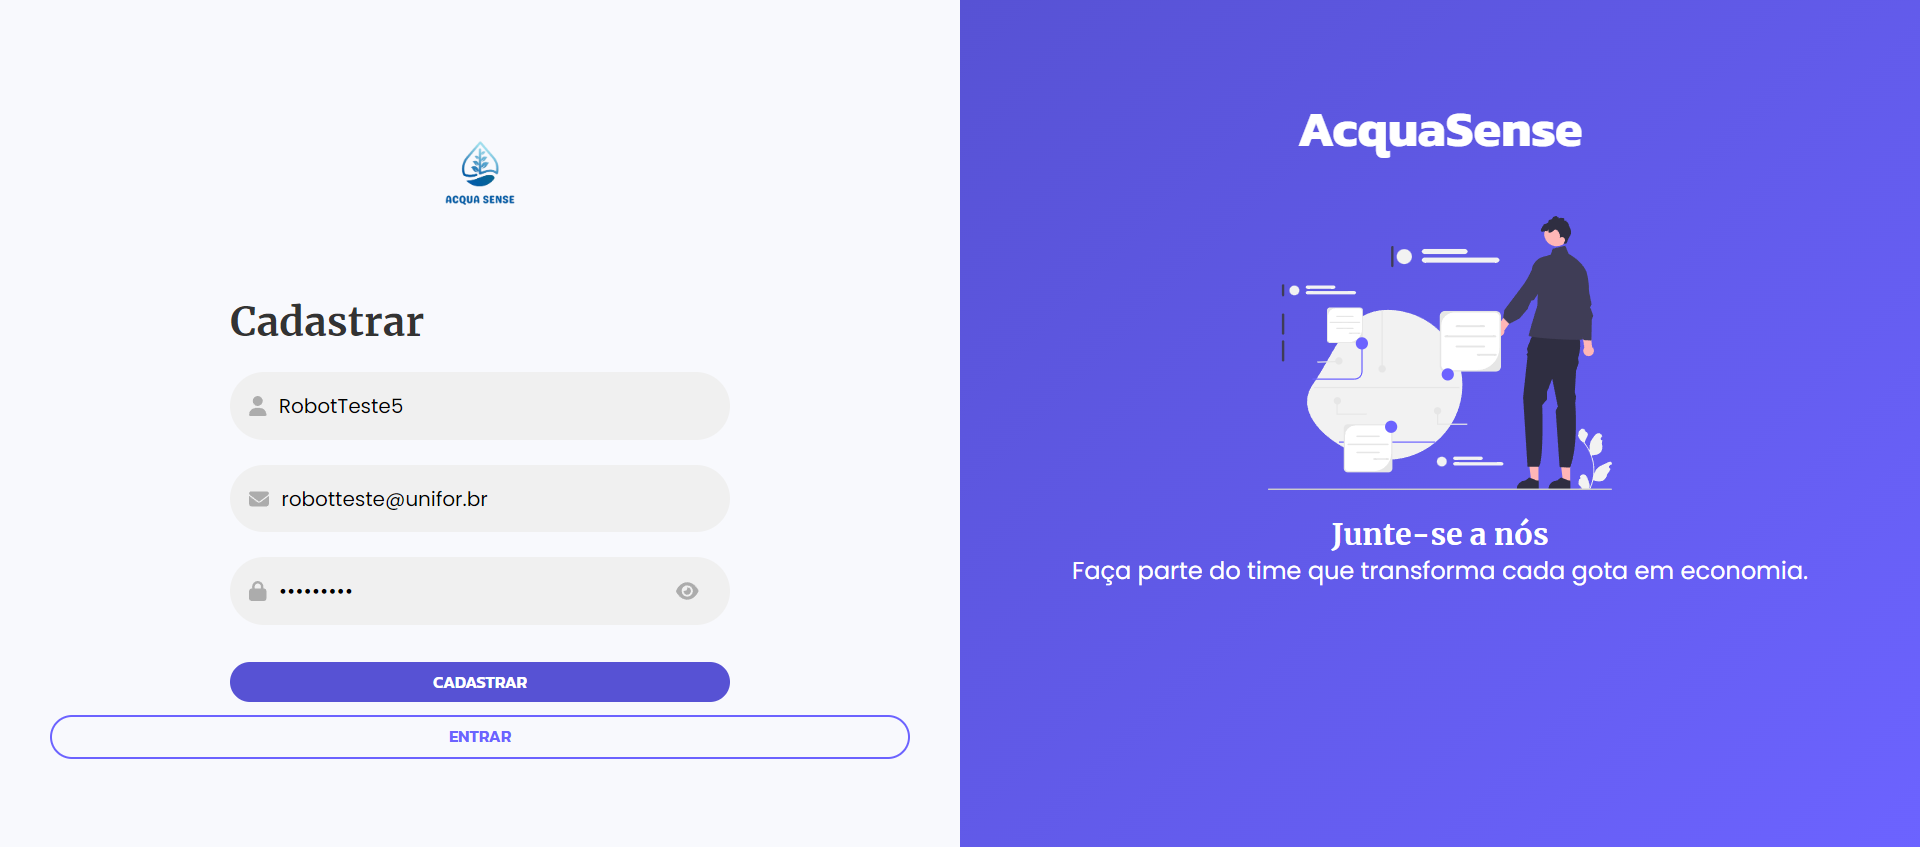 ACQUA SENSE
Cadastrar
RobotTeste5
robotteste@unifor.br
•••••••••
CADASTRAR
ENTRAR
AcquaSense
Junte-se a nós
Faça parte do time que transforma cada gota em economia.